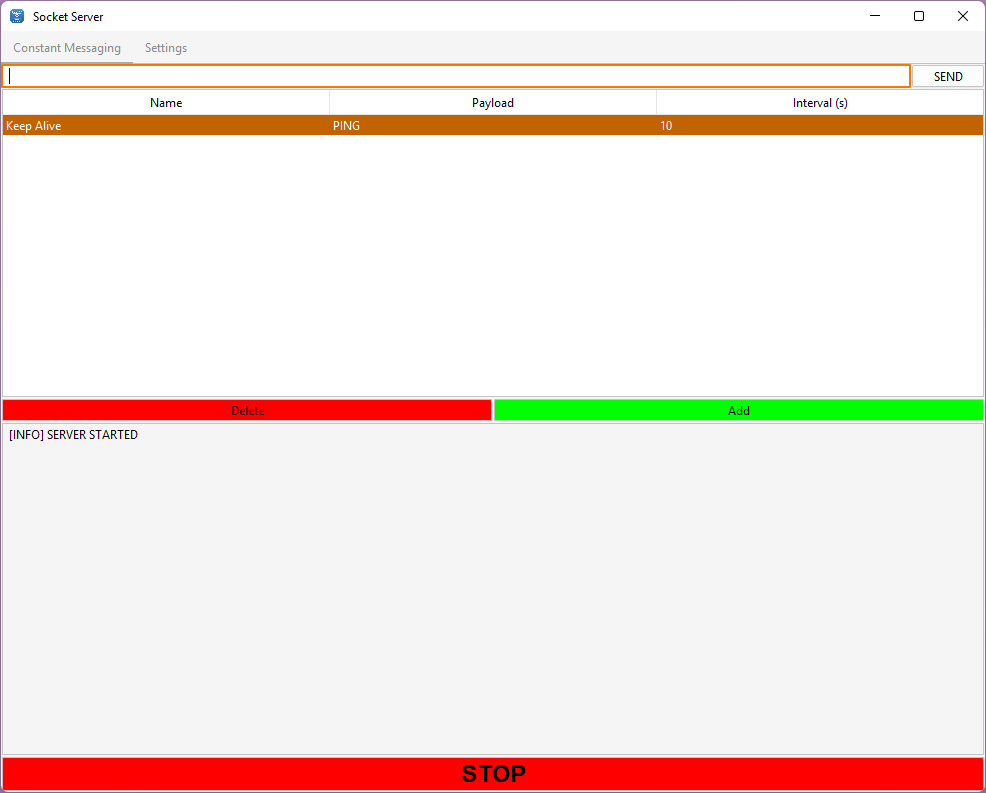 Socket Server
Constant Messaging Settings
SEND
Name Payload Interval (s)
Keep Alive PING 10
Delete Add
[INFO] SERVER STARTED
STOP